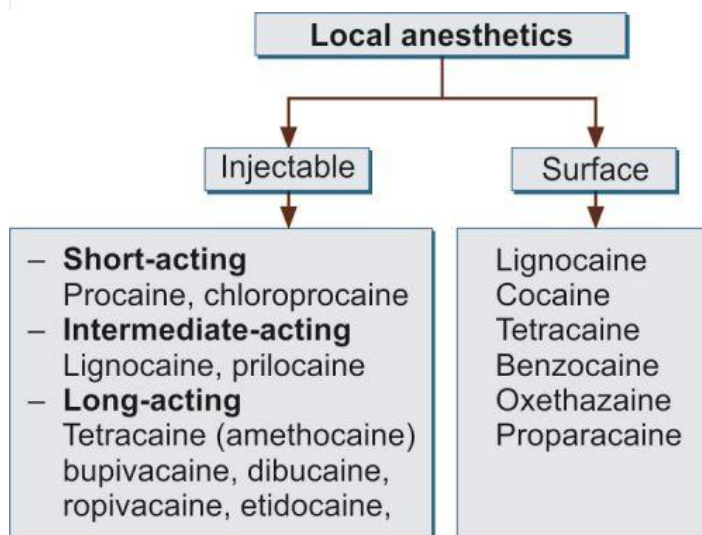 Local anesthetics
Injectable
Surface
– Short-acting
Procaine, chloroprocaine
– Intermediate-acting
Lignocaine, prilocaine
– Long-acting
Tetracaine (amethocaine)
bupivacaine, dibucaine,
ropivacaine, etidocaine,
Lignocaine
Cocaine
Tetracaine
Benzocaine
Oxethazaine
Proparacaine